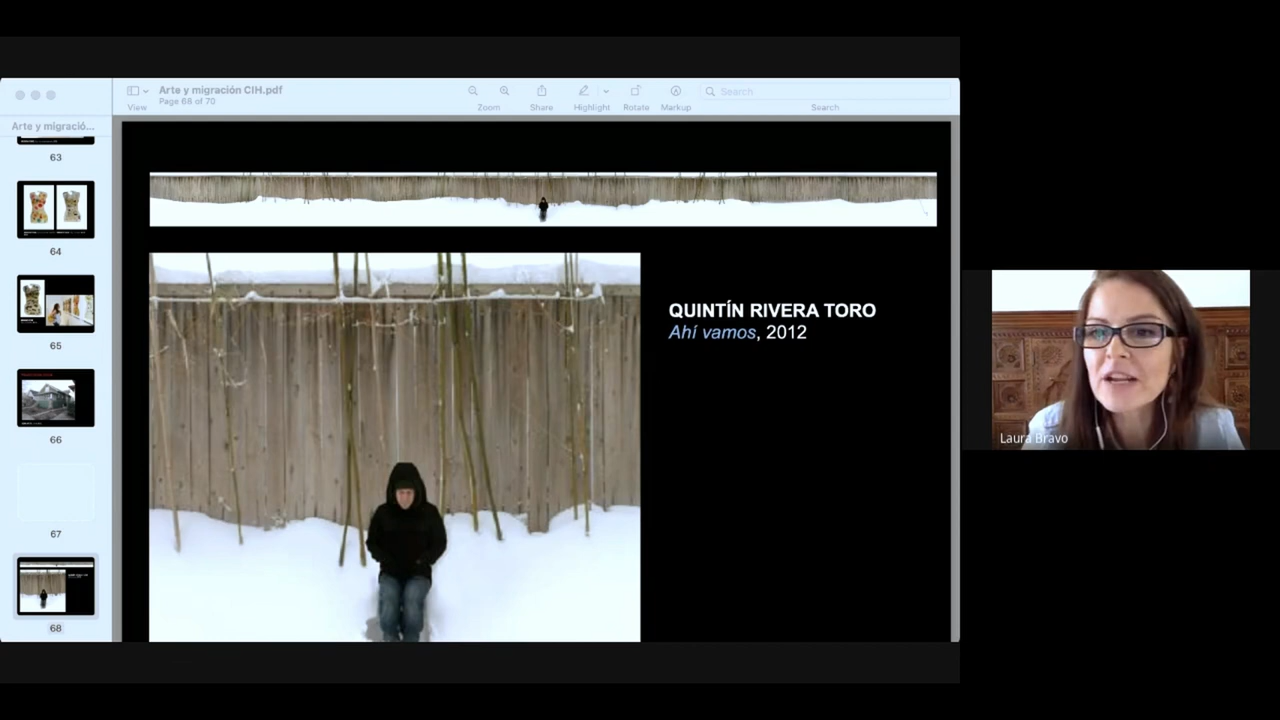 Arte y migración CIH.pdf
Page 68 of 70
View
Zoom
Share
Highlight
Rotate
Markup
Search
Search
Arte y migració...
63
64
65
66
67
68
QUINTÍN RIVERA TORO
Ahí vamos, 2012
Laura Bravo